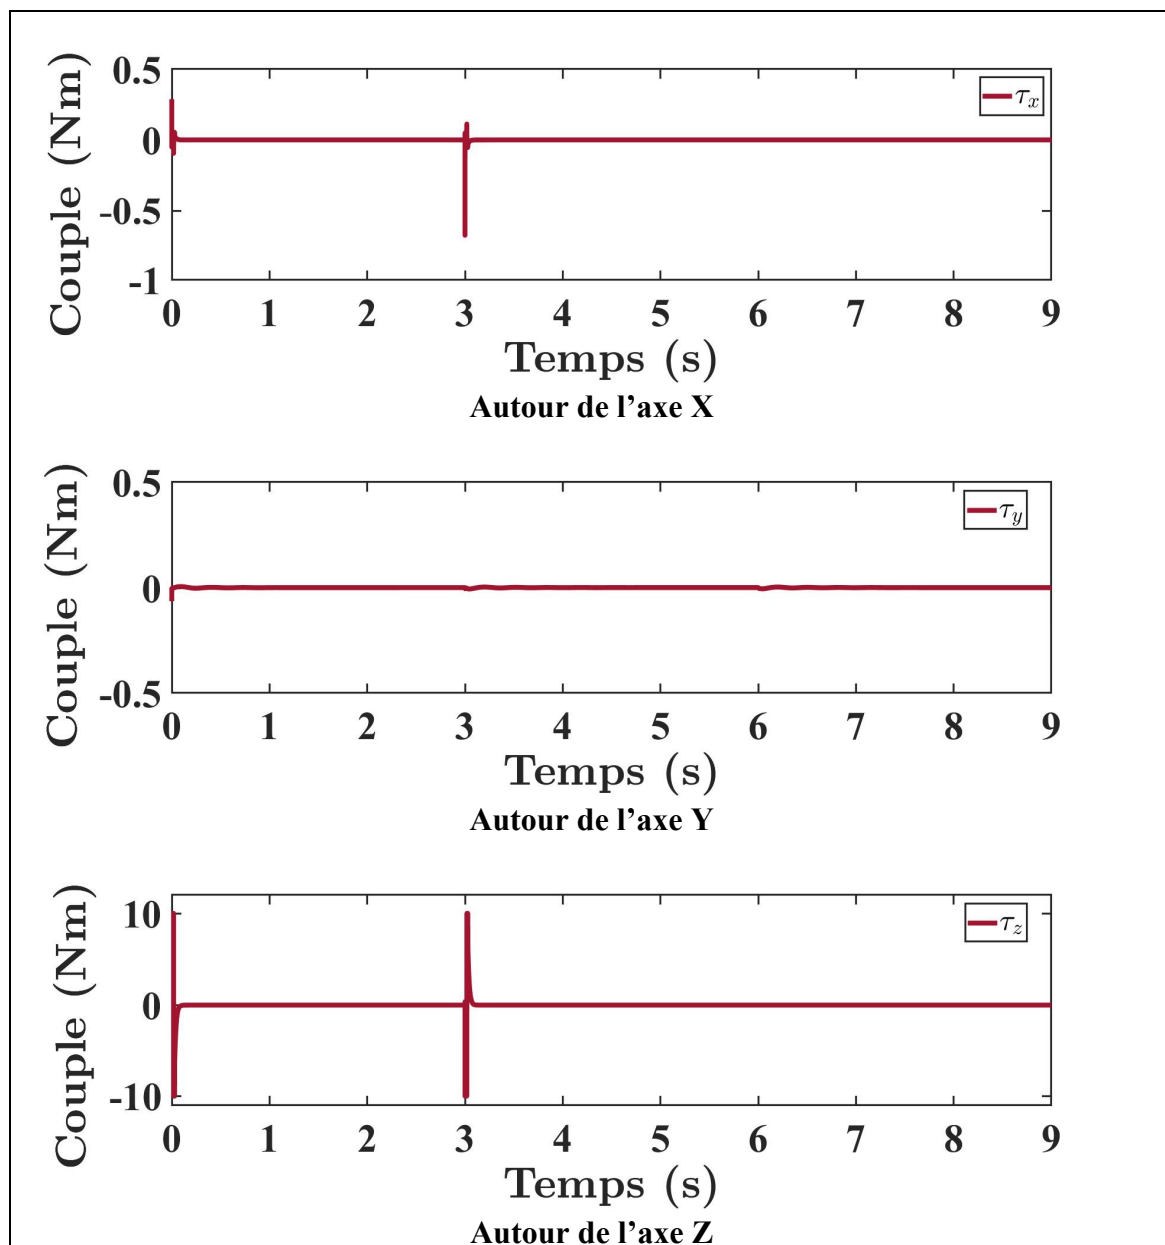 Couple (Nm)
0.5
0
-0.5
-1
τx
0 1 2 3 4 5 6 7 8 9
Temps (s)
Autour de l’axe X
Couple (Nm)
0.5
0
-0.5
τy
0 1 2 3 4 5 6 7 8 9
Temps (s)
Autour de l’axe Y
Couple (Nm)
10
0
-10
τz
0 1 2 3 4 5 6 7 8 9
Temps (s)
Autour de l’axe Z